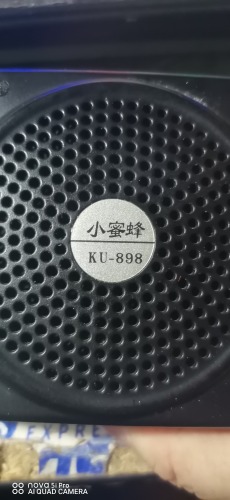 小蜜蜂
KU-898
EXPRE
nova 5i Pro
AI QUAD CAMERA